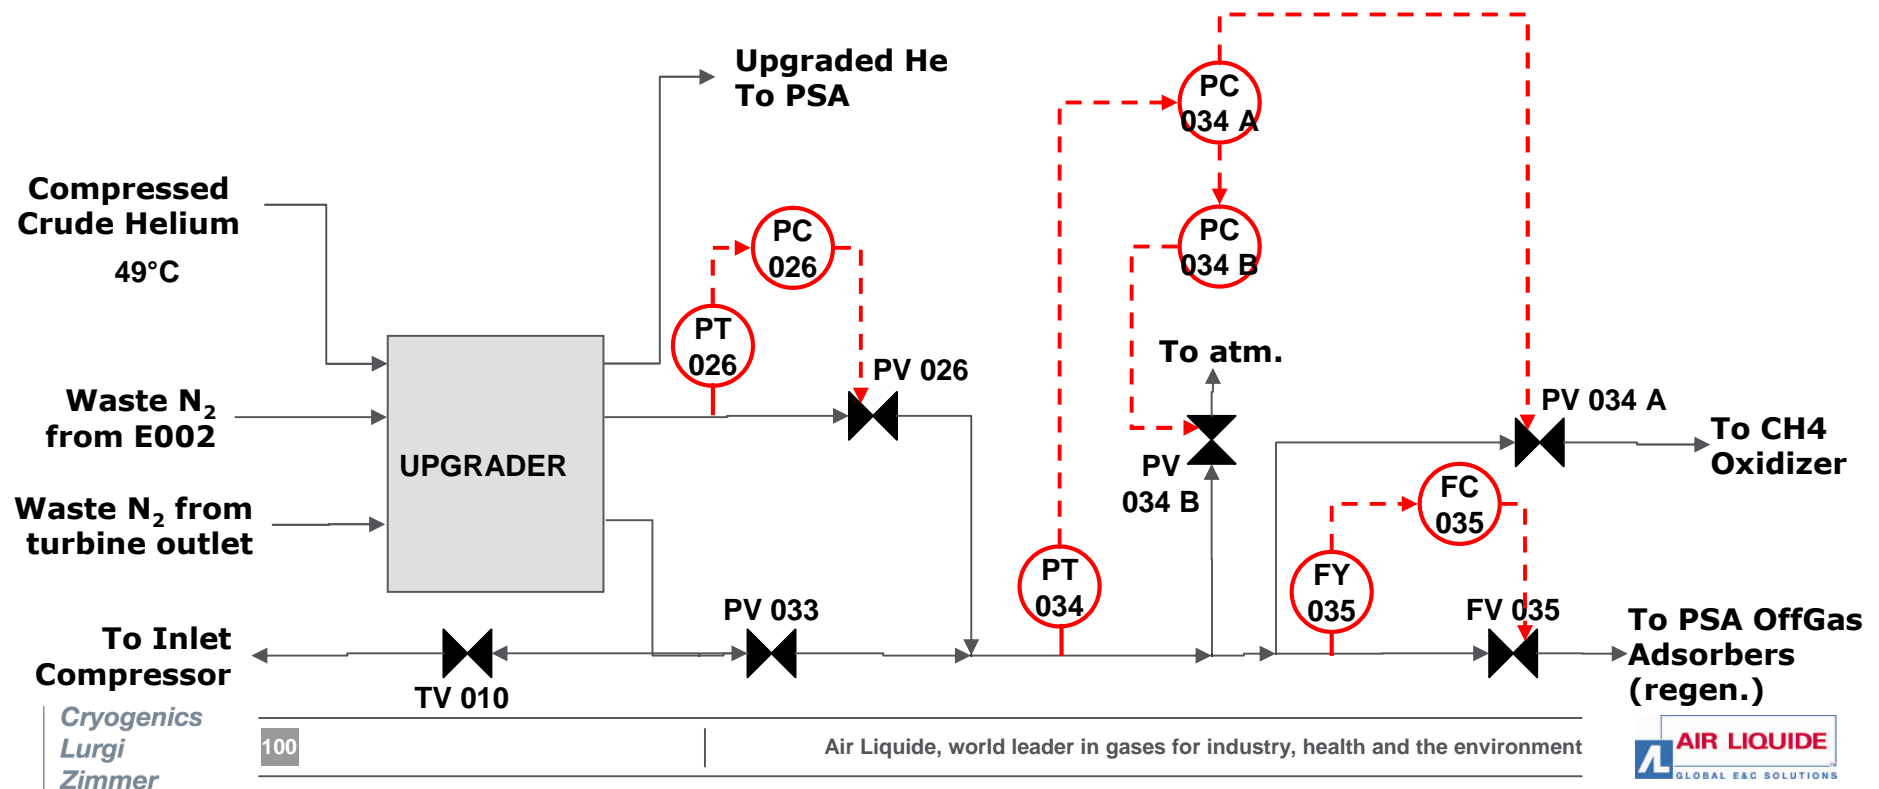 Upgraded He
To PSA
PC
034 A
Compressed
Crude Helium
49°C
PC
026
PC
034 B
PT
026
To atm.
PV 026
Waste N2
from E002
PV 034 A
To CH4
Oxidizer
UPGRADER
PV
034 B
FC
035
Waste N2 from
turbine outlet
PT
034
FY
035
PV 033
FV 035
To Inlet
Compressor
To PSA OffGas
Adsorbers
(regen.)
TV 010
Cryogenics
Lurgi
Zimmer
100
Air Liquide, world leader in gases for industry, health and the environment
AL
AIR LIQUIDE
GLOBAL E&C SOLUTIONS